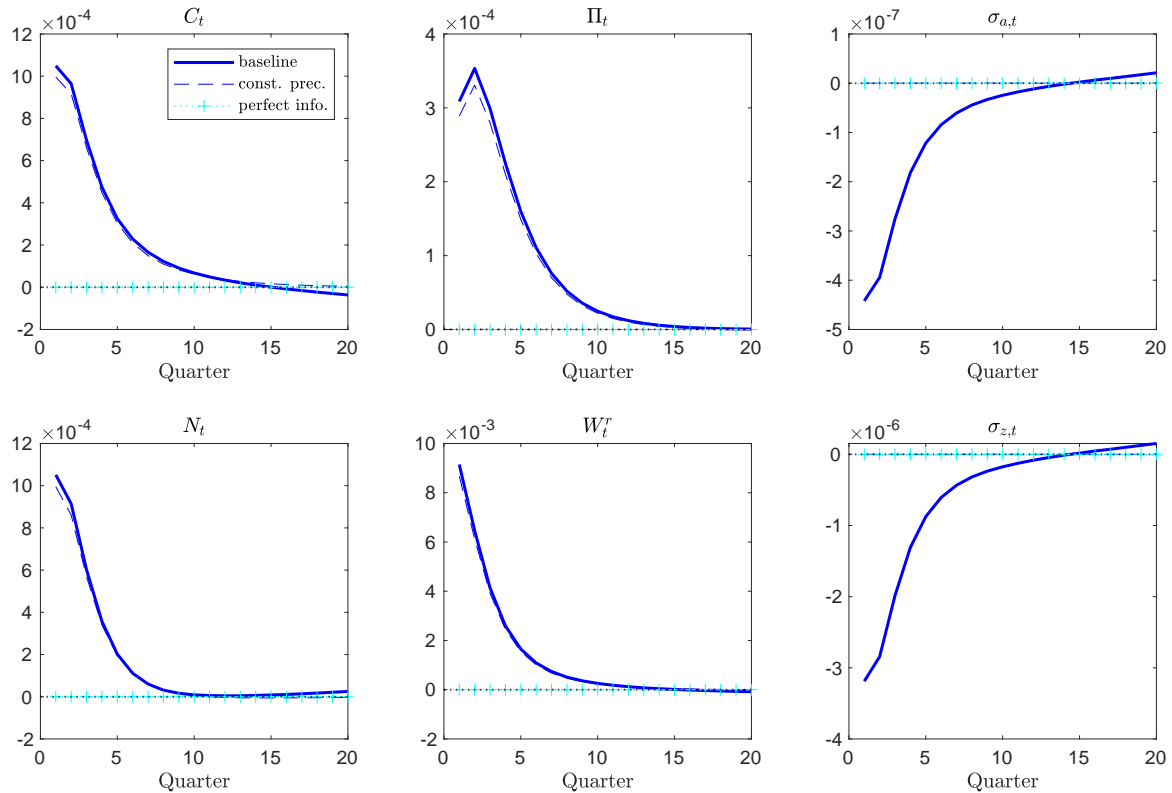 C_t
×10^-4
12
10
8
6
4
2
0
-2
0 5 10 15 20
Quarter
baseline
const. prec.
perfect info.
Π_t
×10^-4
4
3
2
1
0
0 5 10 15 20
Quarter
σ_{a,t}
×10^-7
1
0
-1
-2
-3
-4
-5
0 5 10 15 20
Quarter
N_t
×10^-4
12
10
8
6
4
2
0
-2
0 5 10 15 20
Quarter
W_t^r
×10^-3
10
8
6
4
2
0
-2
0 5 10 15 20
Quarter
σ_{z,t}
×10^-6
0
-1
-2
-3
-4
0 5 10 15 20
Quarter